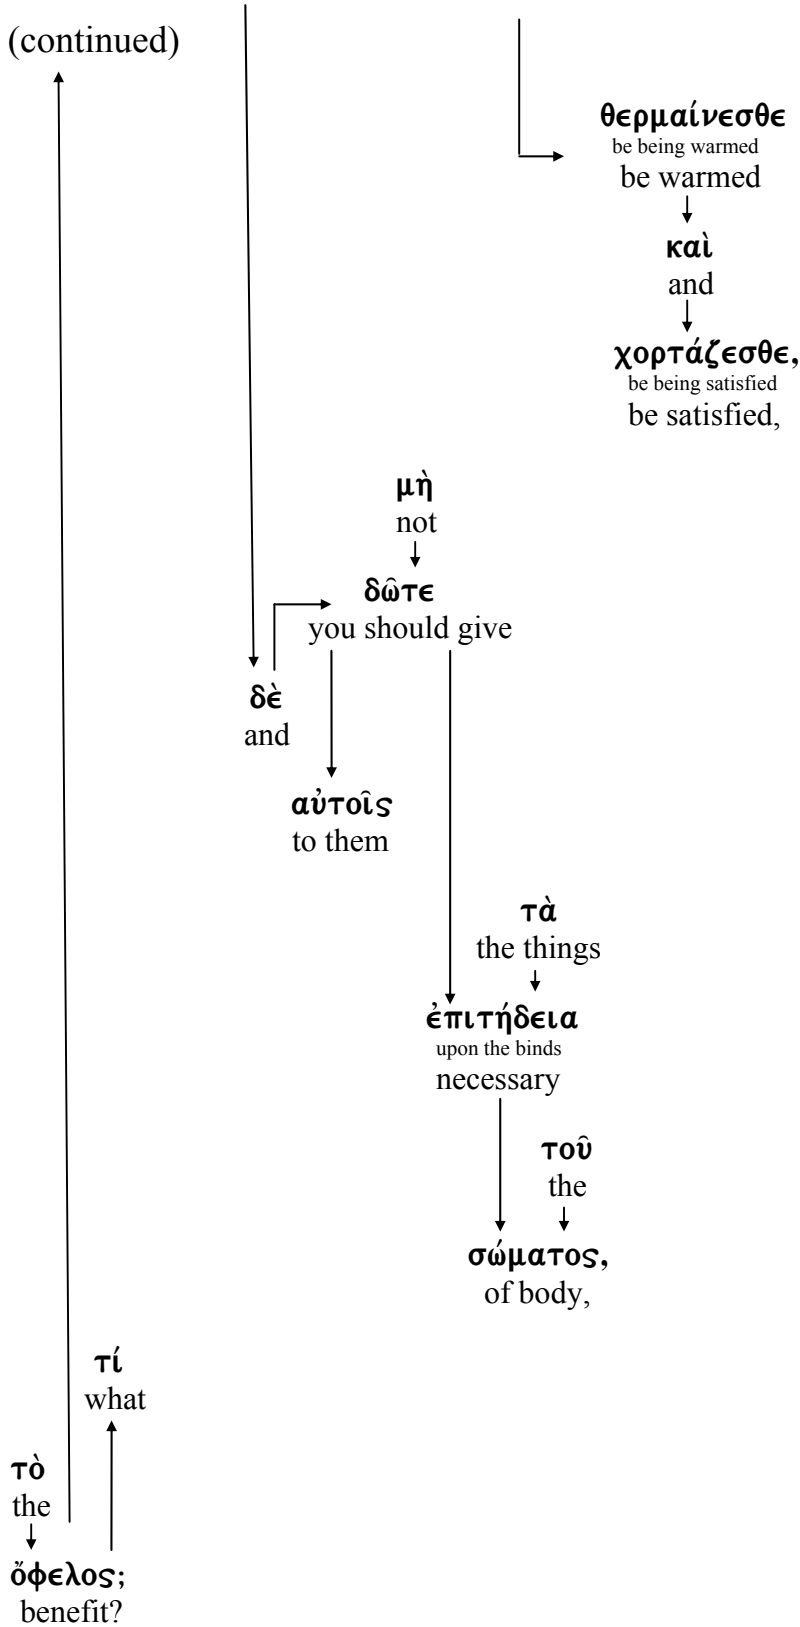 (continued)
θερμαίνεσθε
be being warmed
be warmed
καὶ
and
χορτάζεσθε,
be being satisfied
be satisfied,
μὴ
not
δῶτε
you should give
δὲ
and
αὐτοῖς
to them
τὰ
the things
ἐπιτήδεια
upon the binds
necessary
τοῦ
the
σώματος,
of body,
τί
what
τὸ
the
ὄφελος;
benefit?